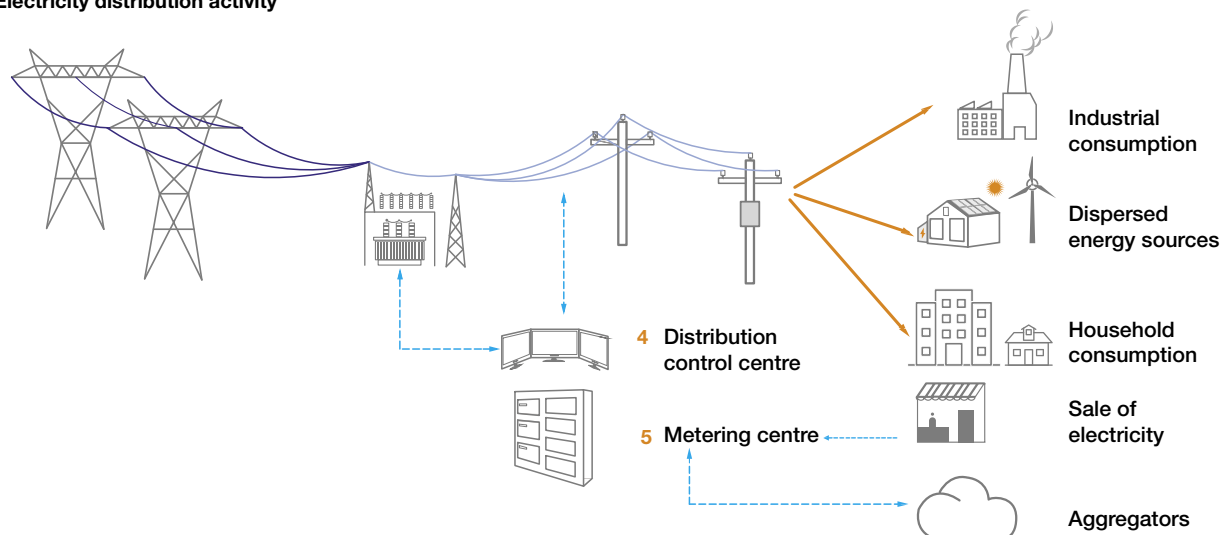 Electricity distribution activity
Industrial
consumption
Dispersed
energy sources
4 Distribution
control centre
Household
consumption
5 Metering centre
Sale of
electricity
Aggregators